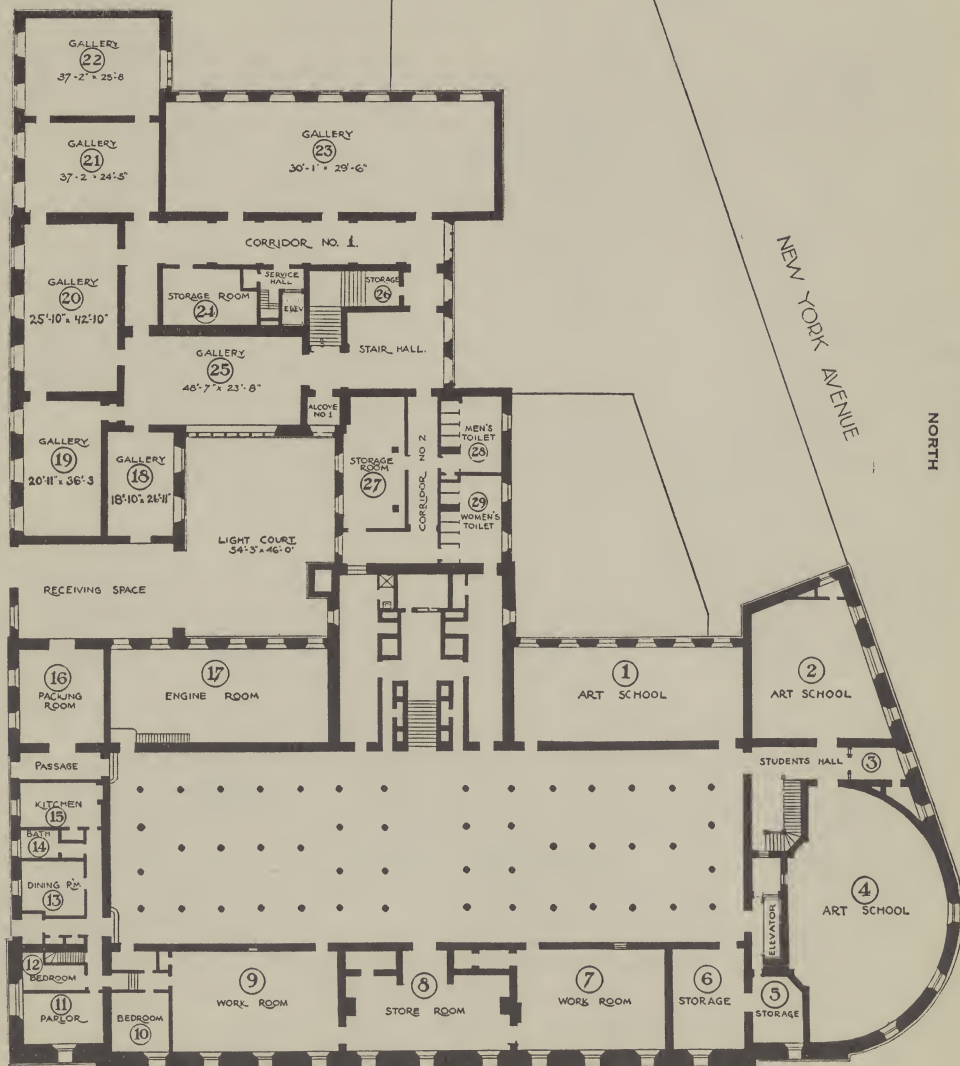 GALLERY
22
37-2" x 25-8
GALLERY
21
37-2 x 24-5"
GALLERY
23
30'-1" x 29'-6"
CORRIDOR NO. 1.
GALLERY
20
25'-10" x 42'-10"
STORAGE ROOM
24
SERVICE
HALL
ELEV
STORAGE
26
STAIR HALL.
GALLERY
25
48'-7" x 23'-8"
ALCOVE
NO 1
GALLERY
19
20'-11" x 36'-3
GALLERY
18
18'-10" x 26'-11"
LIGHT COURT
54'-3" x 46'-0"
STORAGE
ROOM
27
CORRIDOR NO 2
MEN'S
TOILET
28
29
WOMEN'S
TOILET
NEW YORK AVENUE
NORTH
RECEIVING SPACE
16
PACKING
ROOM
17
ENGINE ROOM
1
ART SCHOOL
2
ART SCHOOL
PASSAGE
STUDENTS HALL
3
KITCHEN
15
BATH
14
DINING R'M
13
4
ART SCHOOL
ELEVATOR
12
BEDROOM
11
PARLOR
BEDROOM
10
9
WORK ROOM
8
STORE ROOM
7
WORK ROOM
6
STORAGE
5
STORAGE